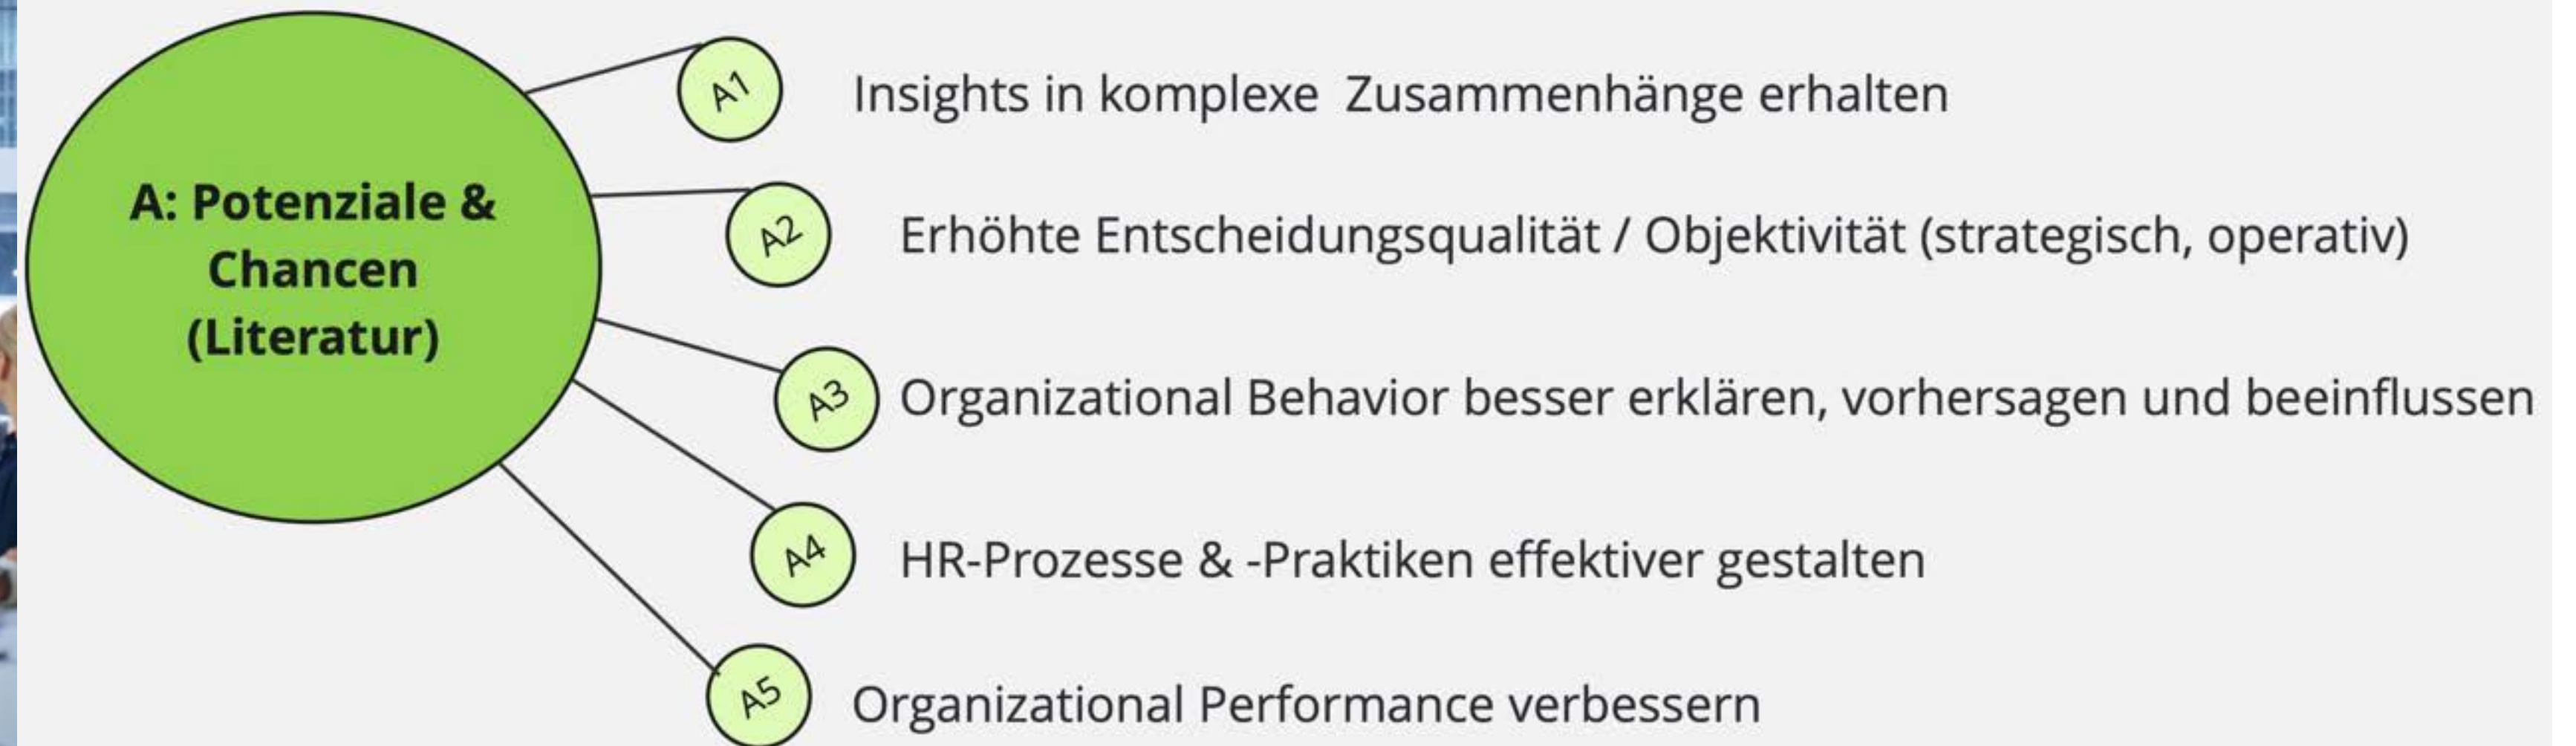 A: Potenziale &
Chancen
(Literatur)
A1
Insights in komplexe  Zusammenhänge erhalten
A2
Erhöhte Entscheidungsqualität / Objektivität (strategisch, operativ)
A3
Organizational Behavior besser erklären, vorhersagen und beeinflussen
A4
HR-Prozesse & -Praktiken effektiver gestalten
A5
Organizational Performance verbessern